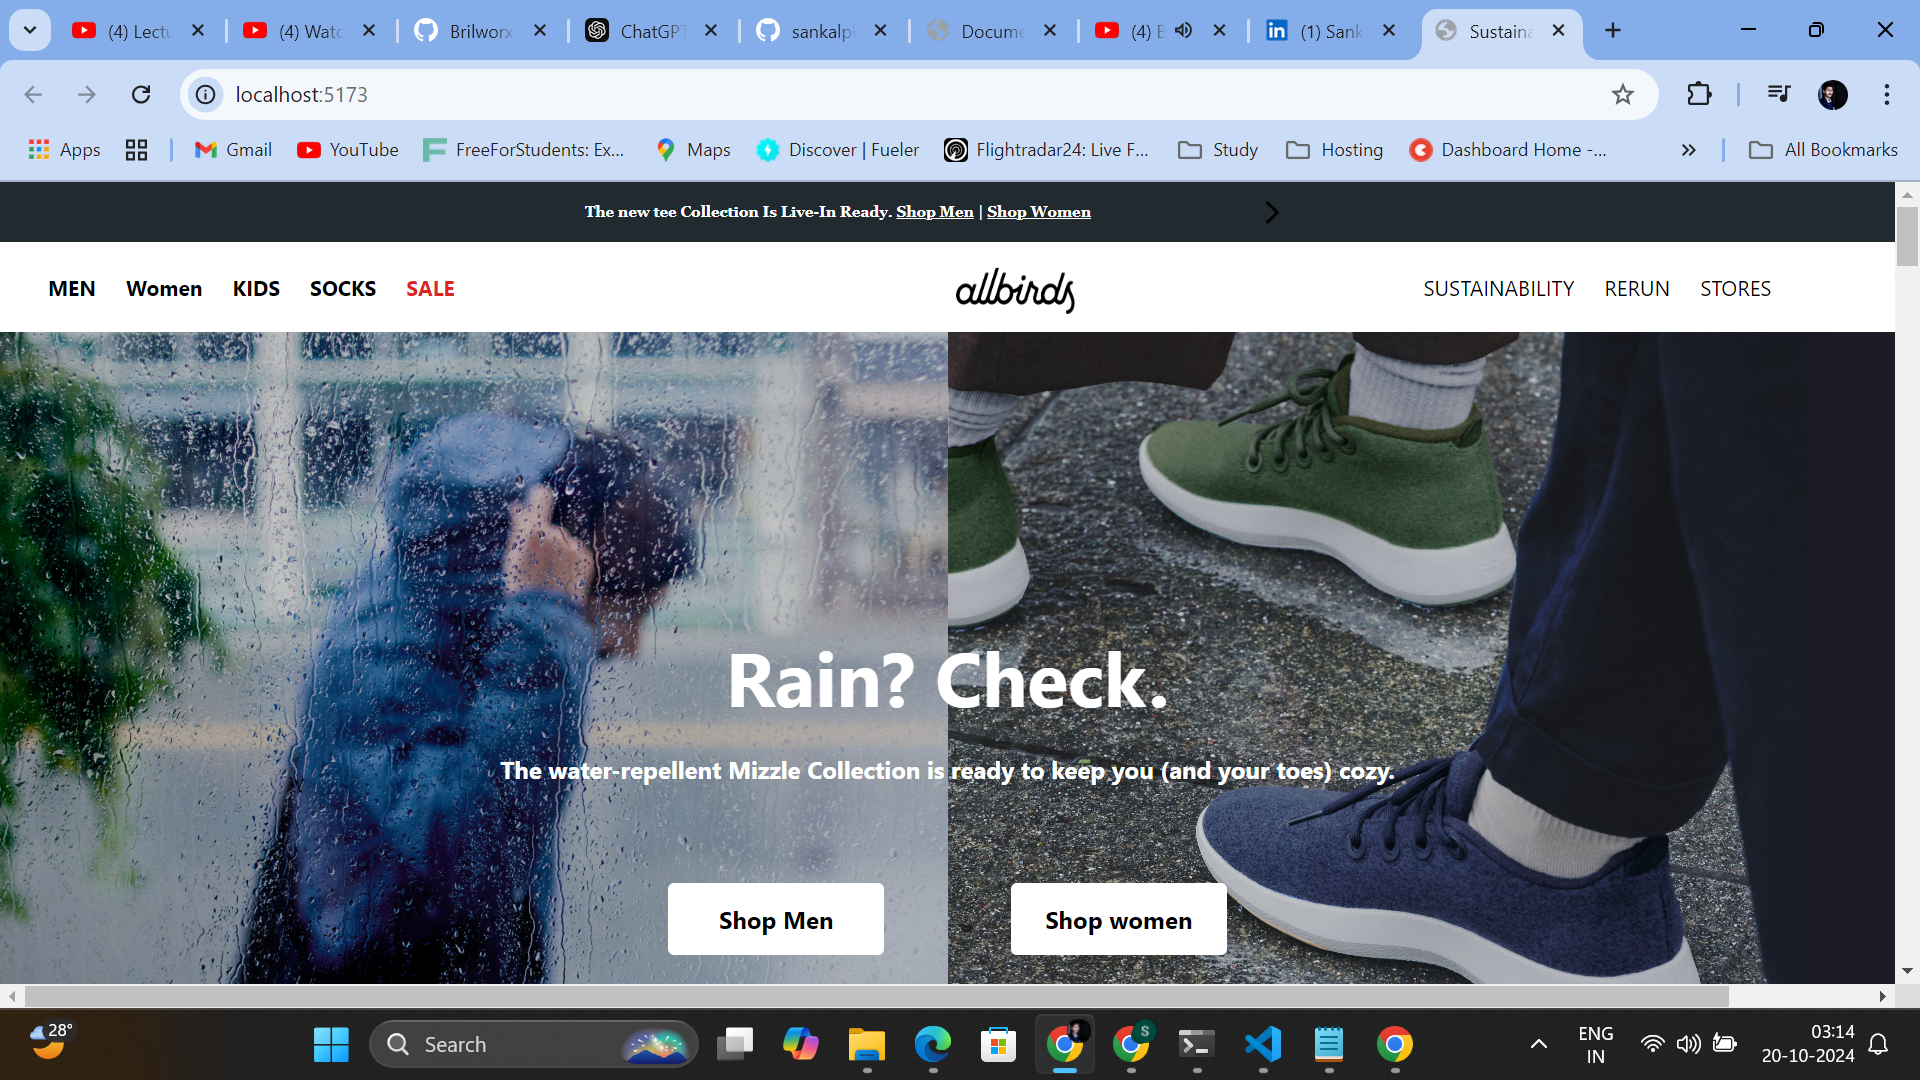 (4) Lectu
(4) Watc
Brilworx
ChatGPT
sankalp
Docume
(4) E
(1) Sank
Sustaina
localhost:5173
Apps
Gmail
YouTube
FreeForStudents: Ex...
Maps
Discover | Fueler
Flightradar24: Live F...
Study
Hosting
Dashboard Home -...
All Bookmarks
The new tee Collection Is Live-In Ready. Shop Men | Shop Women
MEN Women KIDS SOCKS SALE
allbirds
SUSTAINABILITY RERUN STORES
Rain? Check.
The water-repellent Mizzle Collection is ready to keep you (and your toes) cozy.
Shop Men
Shop women
28°
Search
S
ENG
IN
03:14
20-10-2024